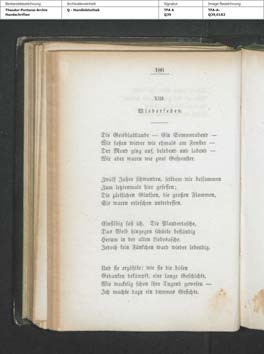 Bestandsbezeichnung
Archivalieneinheit
Signatur
Image-Bezeichnung
Theodor-Fontane-Archiv
Handschriften
Q - Handbibliothek
TFA A
Q39
TFA-A-
Q39,0182
166
XIII.
Wiedersehen.
Die Geisblattlaube — Ein Sommerabend —
Wir saßen wieder wie ehmals am Fenster —
Der Mond ging auf, belebend und labend —
Wir aber waren wie zwei Gespenster.
Zwölf Jahre schwanden, seitdem wir beisammen
Zum letztenmale hier gesessen;
Die zärtlichen Gluthen, die großen Flammen,
Sie waren erloschen unterdessen.
Einsilbig saß ich. Die Plaudertasche,
Das Weib hingegen schürte beständig
Herum in der alten Liebesasche.
Jedoch kein Fünkchen ward wieder lebendig.
Und sie erzählte: wie sie die bösen
Gedanken bekämpft, eine lange Geschichte,
Wie wackelig schon ihre Tugend gewesen —
Ich machte dazu ein dummes Gesicht.